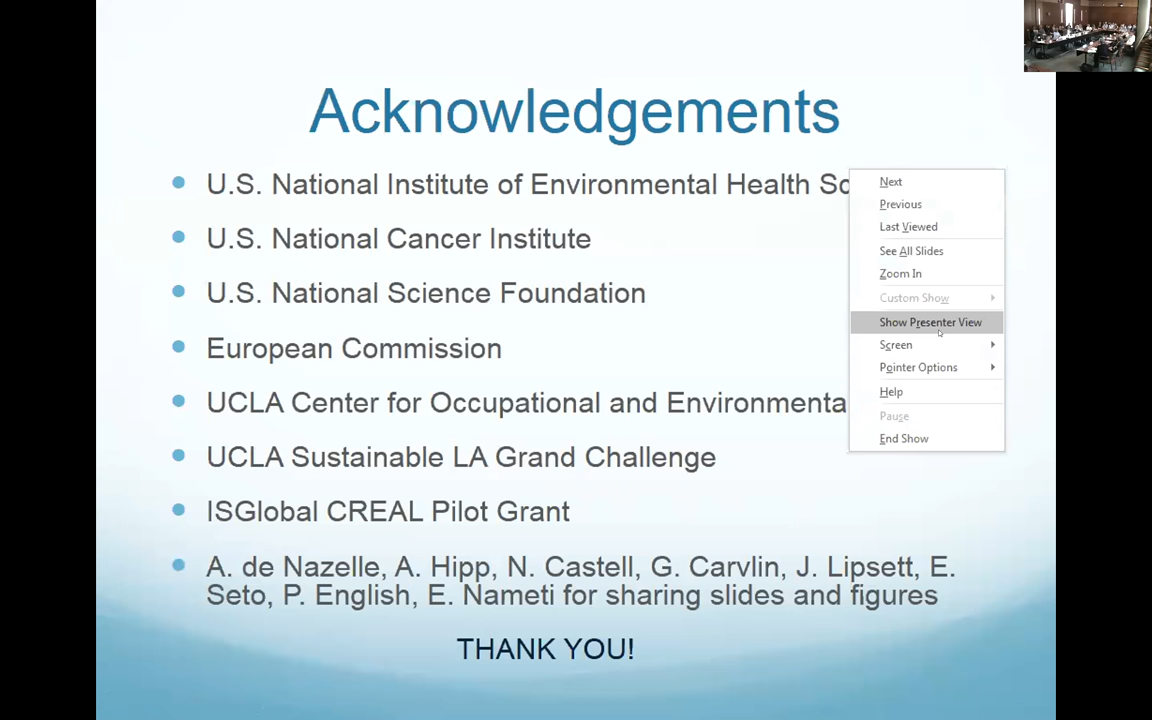 Acknowledgements
U.S. National Institute of Environmental Health
U.S. National Cancer Institute
U.S. National Science Foundation
European Commission
UCLA Center for Occupational and
UCLA Sustainable LA Grand Challenge
ISGlobal CREAL Pilot Grant
A. de Nazelle, A. Hipp, N. Castell, G. Carvlin, J. Lipsett, E.
Seto, P. English, E. Nameti for sharing slides and figures
THANK YOU!
Next
Previous
Last Viewed
See All Slides
Zoom In
Custom Show
Show Presenter View
Screen
Pointer Options
Help
Pause
End Show